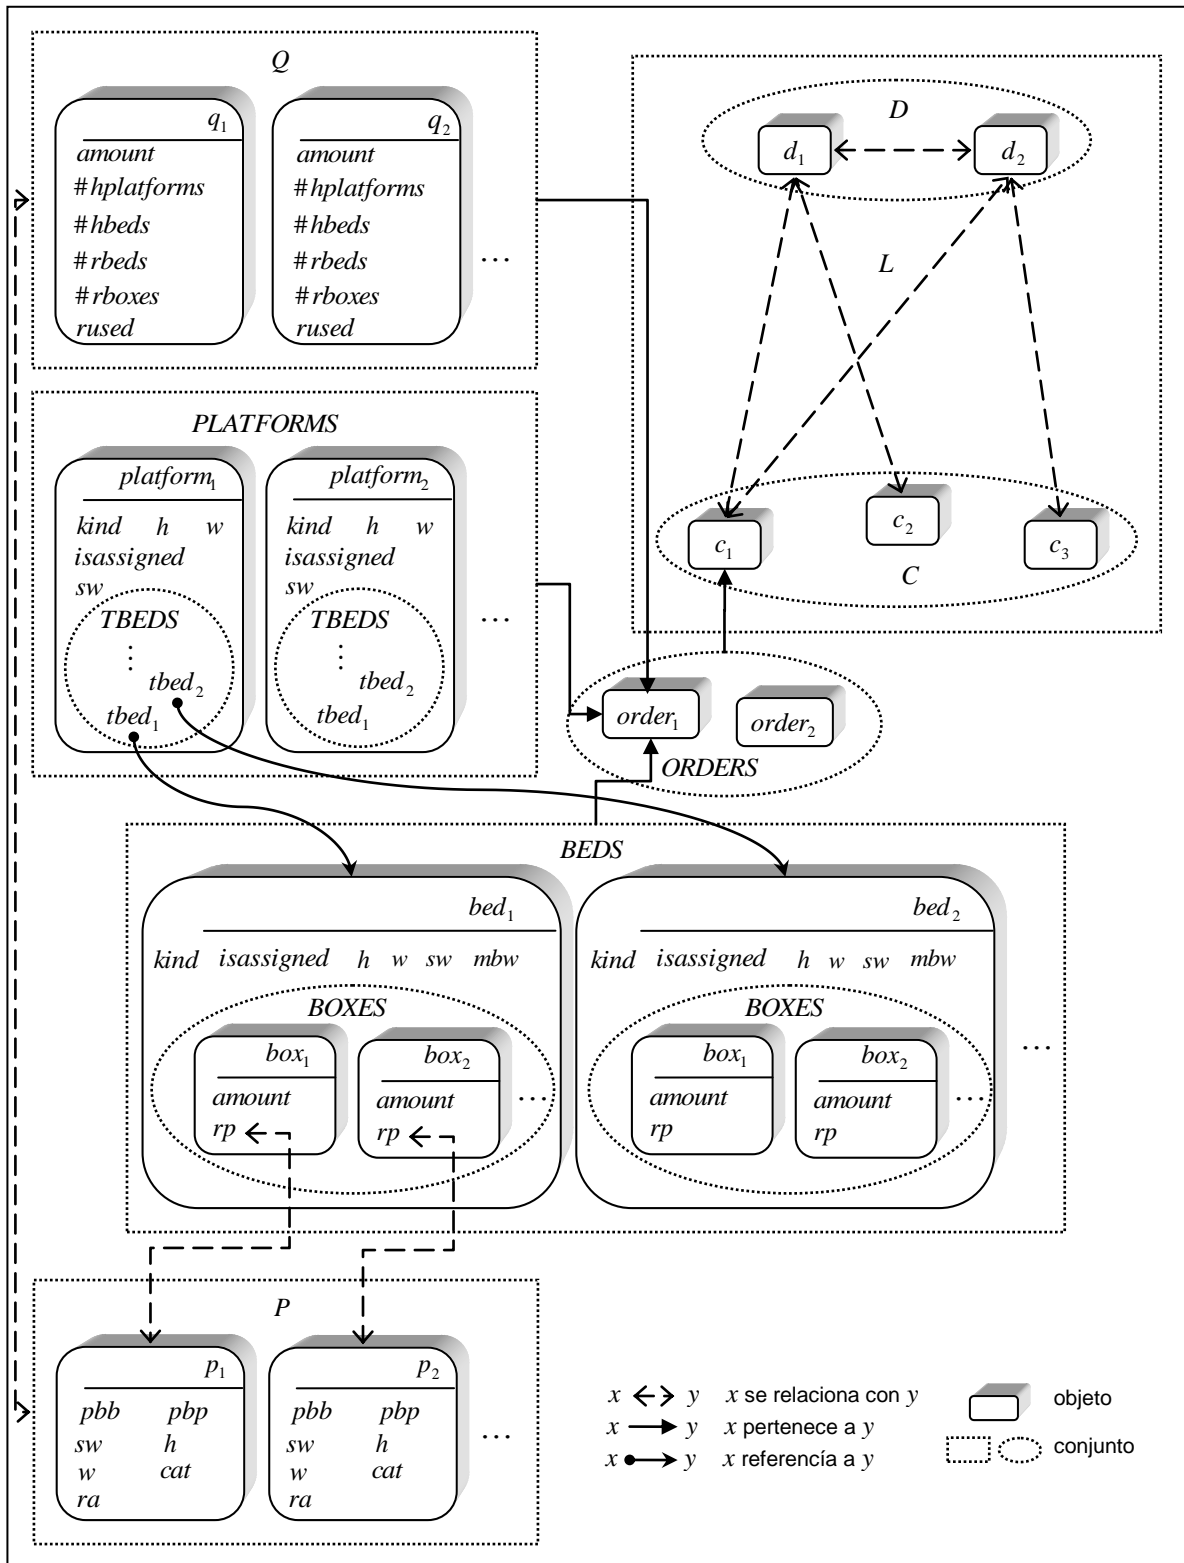 Q
q1
amount
#hplatforms
#hbeds
#rbeds
#rboxes
rused
q2
amount
#hplatforms
#hbeds
#rbeds
#rboxes
rused
...
D
d1
d2
L
c1
c2
c3
C
PLATFORMS
platform1
kind h w
isassigned
sw
TBEDS
⋮
tbed2
tbed1
platform2
kind h w
isassigned
sw
TBEDS
⋮
tbed2
tbed1
...
order1
order2
ORDERS
BEDS
bed1
kind isassigned h w sw mbw
BOXES
box1
amount
rp
box2
amount
rp
...
bed2
kind isassigned h w sw mbw
BOXES
box1
amount
rp
box2
amount
rp
...
...
P
p1
pbb pbp
sw h
w cat
ra
p2
pbb pbp
sw h
w cat
ra
...
x y x se relaciona con y
x y x pertenece a y
x y x referencía a y
objeto
conjunto